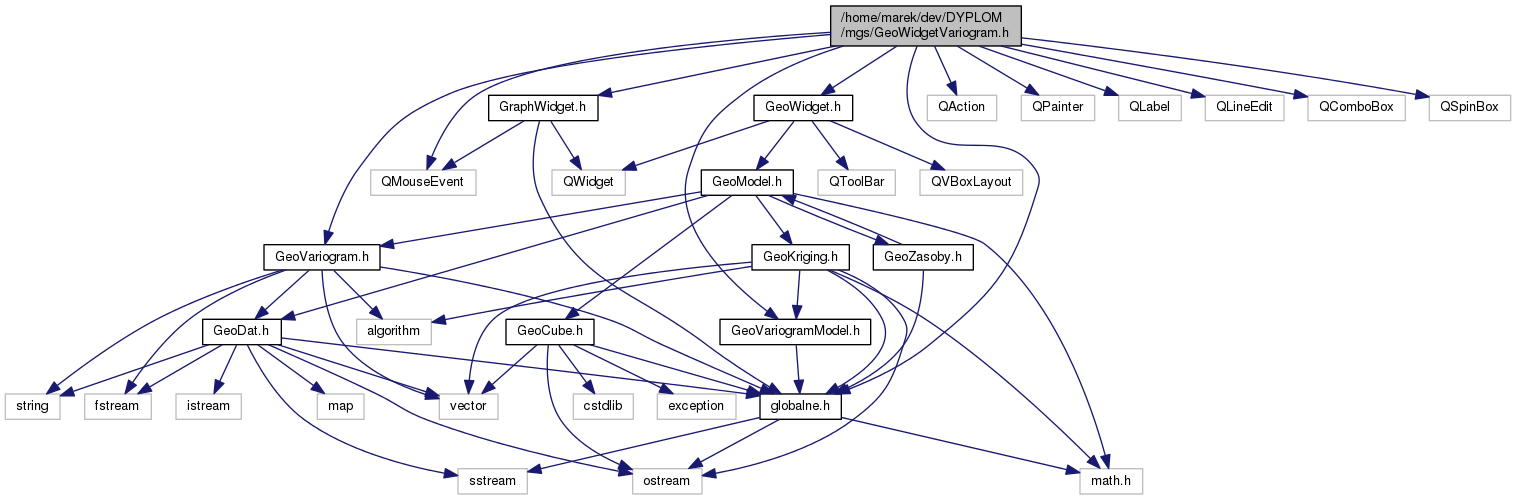 /home/marek/dev/DYPLOM
/mgs/GeoWidgetVariogram.h
GraphWidget.h
GeoWidget.h
QAction
QPainter
QLabel
QLineEdit
QComboBox
QSpinBox
QMouseEvent
QWidget
GeoModel.h
QToolBar
QVBoxLayout
GeoVariogram.h
GeoKriging.h
GeoZasoby.h
GeoDat.h
algorithm
GeoCube.h
GeoVariogramModel.h
string
fstream
istream
map
vector
cstdlib
exception
globalne.h
sstream
ostream
math.h